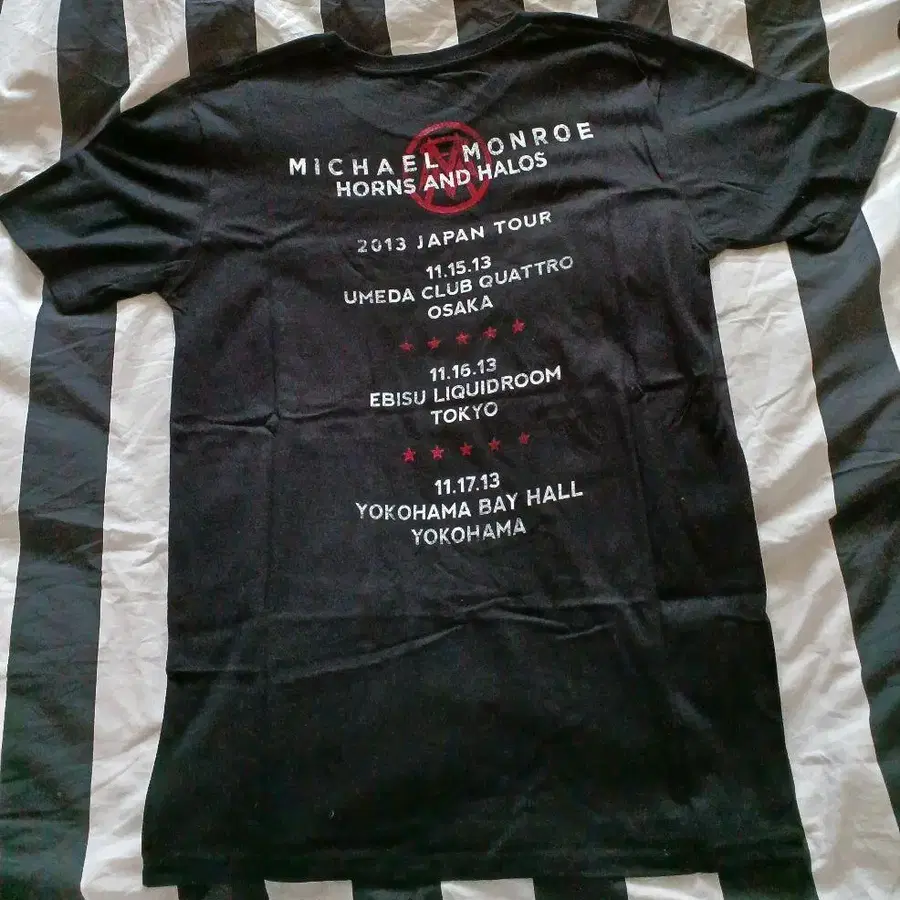 MICHAEL MONROE
HORNS AND HALOS
2013 JAPAN TOUR
11.15.13
UMEDA CLUB QUATTRO
OSAKA
11.16.13
EBISU LIQUIDROOM
TOKYO
11.17.13
YOKOHAMA BAY HALL
YOKOHAMA